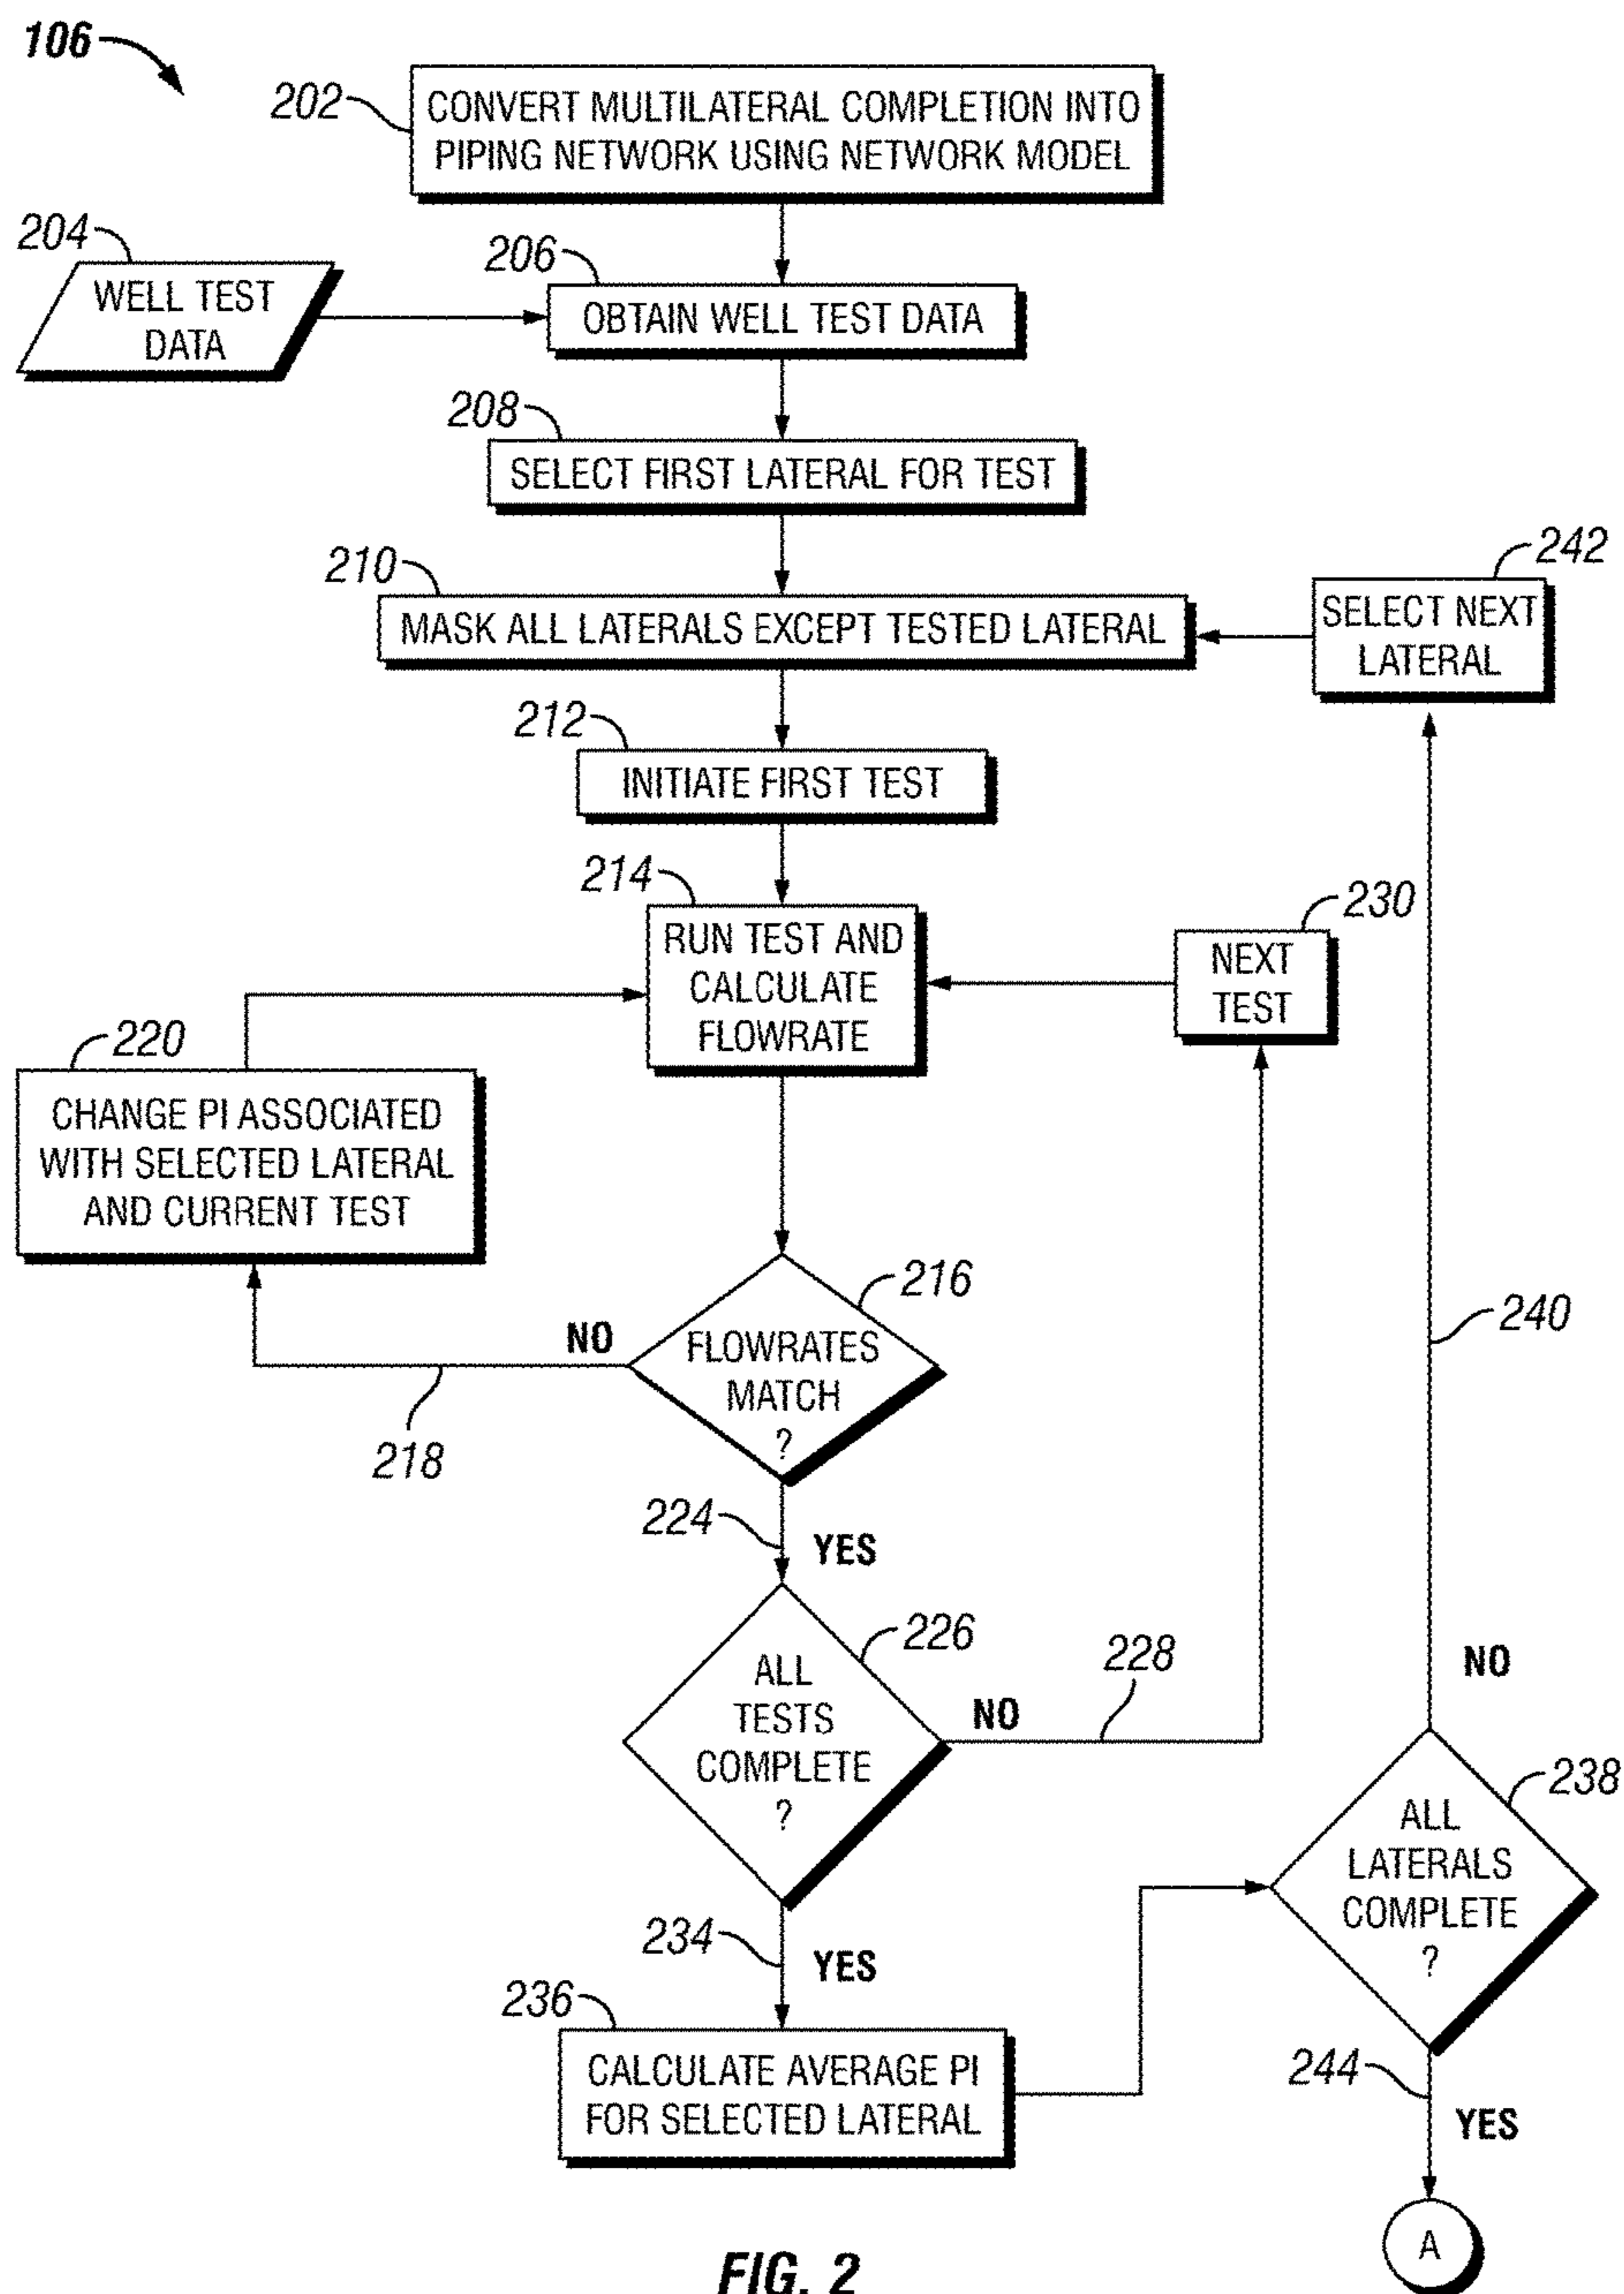 106
202
CONVERT MULTILATERAL COMPLETION INTO
PIPING NETWORK USING NETWORK MODEL
204
WELL TEST
DATA
206
OBTAIN WELL TEST DATA
208
SELECT FIRST LATERAL FOR TEST
210
MASK ALL LATERALS EXCEPT TESTED LATERAL
242
SELECT NEXT
LATERAL
212
INITIATE FIRST TEST
214
RUN TEST AND
CALCULATE
FLOWRATE
230
NEXT
TEST
220
CHANGE PI ASSOCIATED
WITH SELECTED LATERAL
AND CURRENT TEST
216
FLOWRATES
MATCH
?
NO
218
240
224
YES
226
ALL
TESTS
COMPLETE
?
NO
228
NO
238
ALL
LATERALS
COMPLETE
?
234
YES
236
CALCULATE AVERAGE PI
FOR SELECTED LATERAL
244
YES
A
FIG. 2